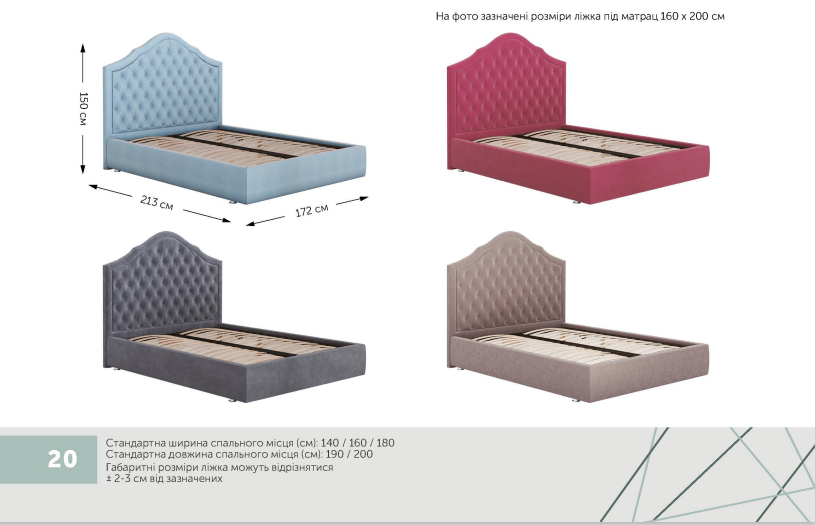 На фото зазначені розміри ліжка під матрац 160 х 200 см
150 см
213 см
172 см
20
Стандартна ширина спального місця (см): 140 / 160 / 180
Стандартна довжина спального місця (см): 190 / 200
Габаритні розміри ліжка можуть відрізнятися
± 2-3 см від зазначених